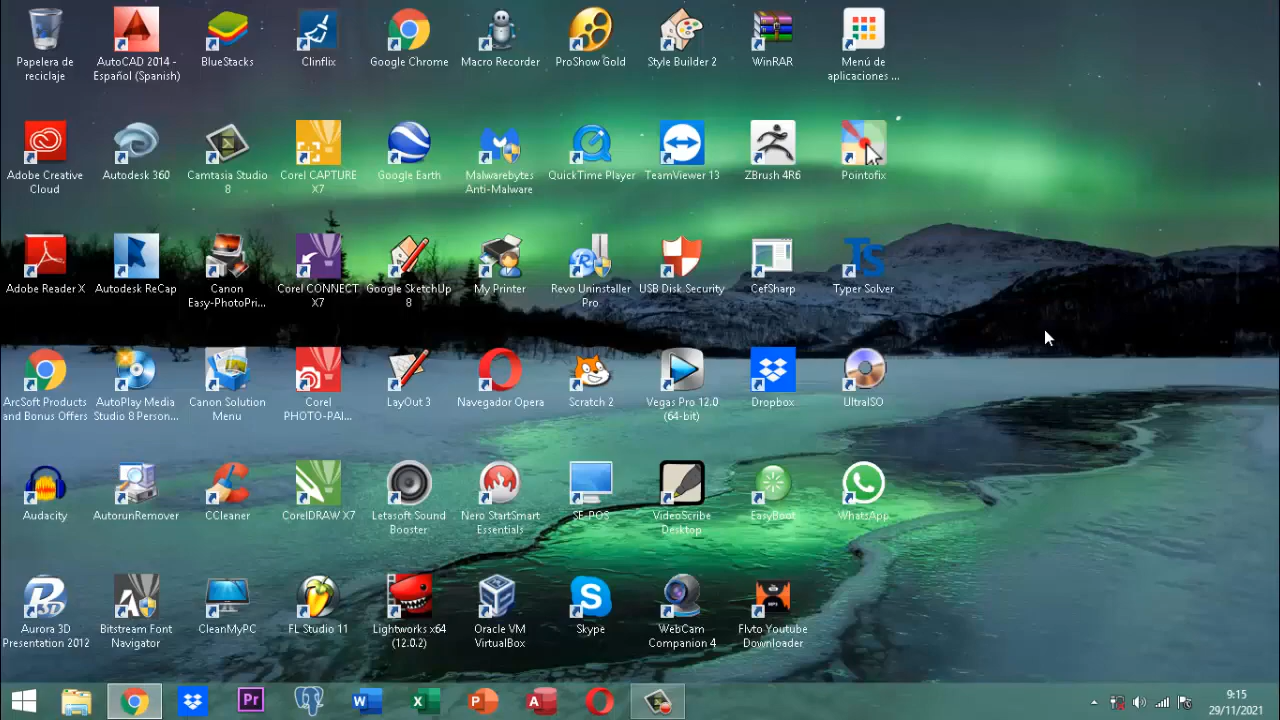 Papelera de
reciclaje
AutoCAD 2014 -
Español (Spanish)
BlueStacks
Clinflix
Google Chrome
Macro Recorder
ProShow Gold
Style Builder 2
WinRAR
Menú de
aplicaciones ...
Adobe Creative
Cloud
Autodesk 360
Camtasia Studio
8
Corel CAPTURE
X7
Google Earth
Malwarebytes
Anti-Malware
QuickTime Player
TeamViewer 13
ZBrush 4R6
Pointofix
Adobe Reader X
Autodesk ReCap
Canon
Easy-PhotoPri...
Corel CONNECT
X7
Google SketchUp
8
My Printer
Revo Uninstaller
Pro
USB Disk Security
CefSharp
Ts
Typer Solver
ArcSoft Products
and Bonus Offers
AutoPlay Media
Studio 8 Person...
Canon Solution
Menu
Corel
PHOTO-PAI...
LayOut 3
Navegador Opera
Scratch 2
Vegas Pro 12.0
(64-bit)
Dropbox
UltraISO
Audacity
AutorunRemover
CCleaner
CorelDRAW X7
Letasoft Sound
Booster
Nero StartSmart
Essentials
SE-POS
VideoScribe
Desktop
EasyBoot
WhatsApp
Aurora 3D
Presentation 2012
Bitstream Font
Navigator
CleanMyPC
FL Studio 11
Lightworks x64
(12.0.2)
Oracle VM
VirtualBox
Skype
WebCam
Companion 4
Flvto Youtube
Downloader
Pr
9:15
29/11/2021